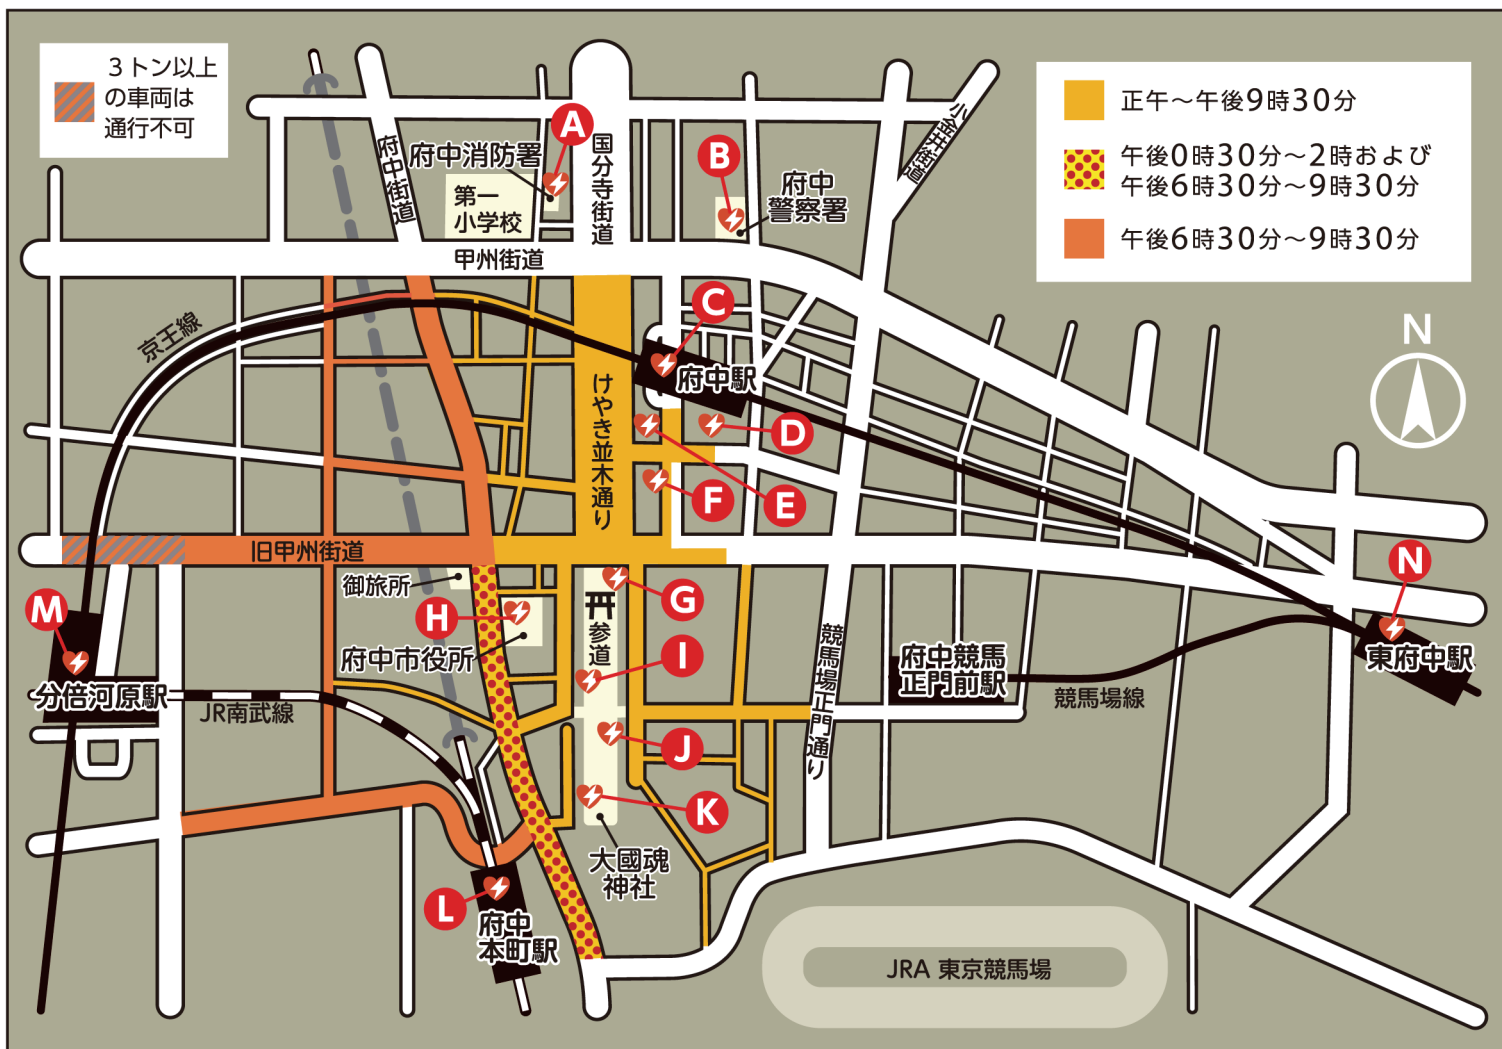 3トン以上
の車両は
通行不可
正午～午後9時30分
午後0時30分～2時および
午後6時30分～9時30分
午後6時30分～9時30分
N
A
府中消防署
第一
小学校
国分寺街道
B
府中
警察署
小金井街道
府中街道
甲州街道
京王線
C
府中駅
けやき並木通り
D
E
F
旧甲州街道
御旅所
G
H
府中市役所
参道
I
J
K
大國魂
神社
競馬場正門通り
府中競馬
正門前駅
競馬場線
N
東府中駅
M
分倍河原駅
JR南武線
L
府中
本町駅
JRA 東京競馬場